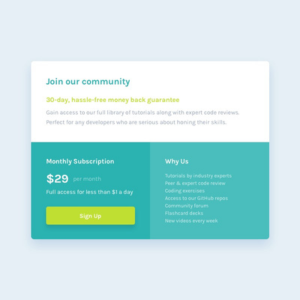 Join our community
30-day, hassle-free money back guarantee
Gain access to our full library of tutorials along with expert code reviews.
Perfect for any developers who are serious about honing their skills.
Monthly Subscription
$29 per month
Full access for less than $1 a day
Sign Up
Why Us
Tutorials by industry experts
Peer & expert code review
Coding exercises
Access to our GitHub repos
Community forum
Flashcard decks
New videos every week